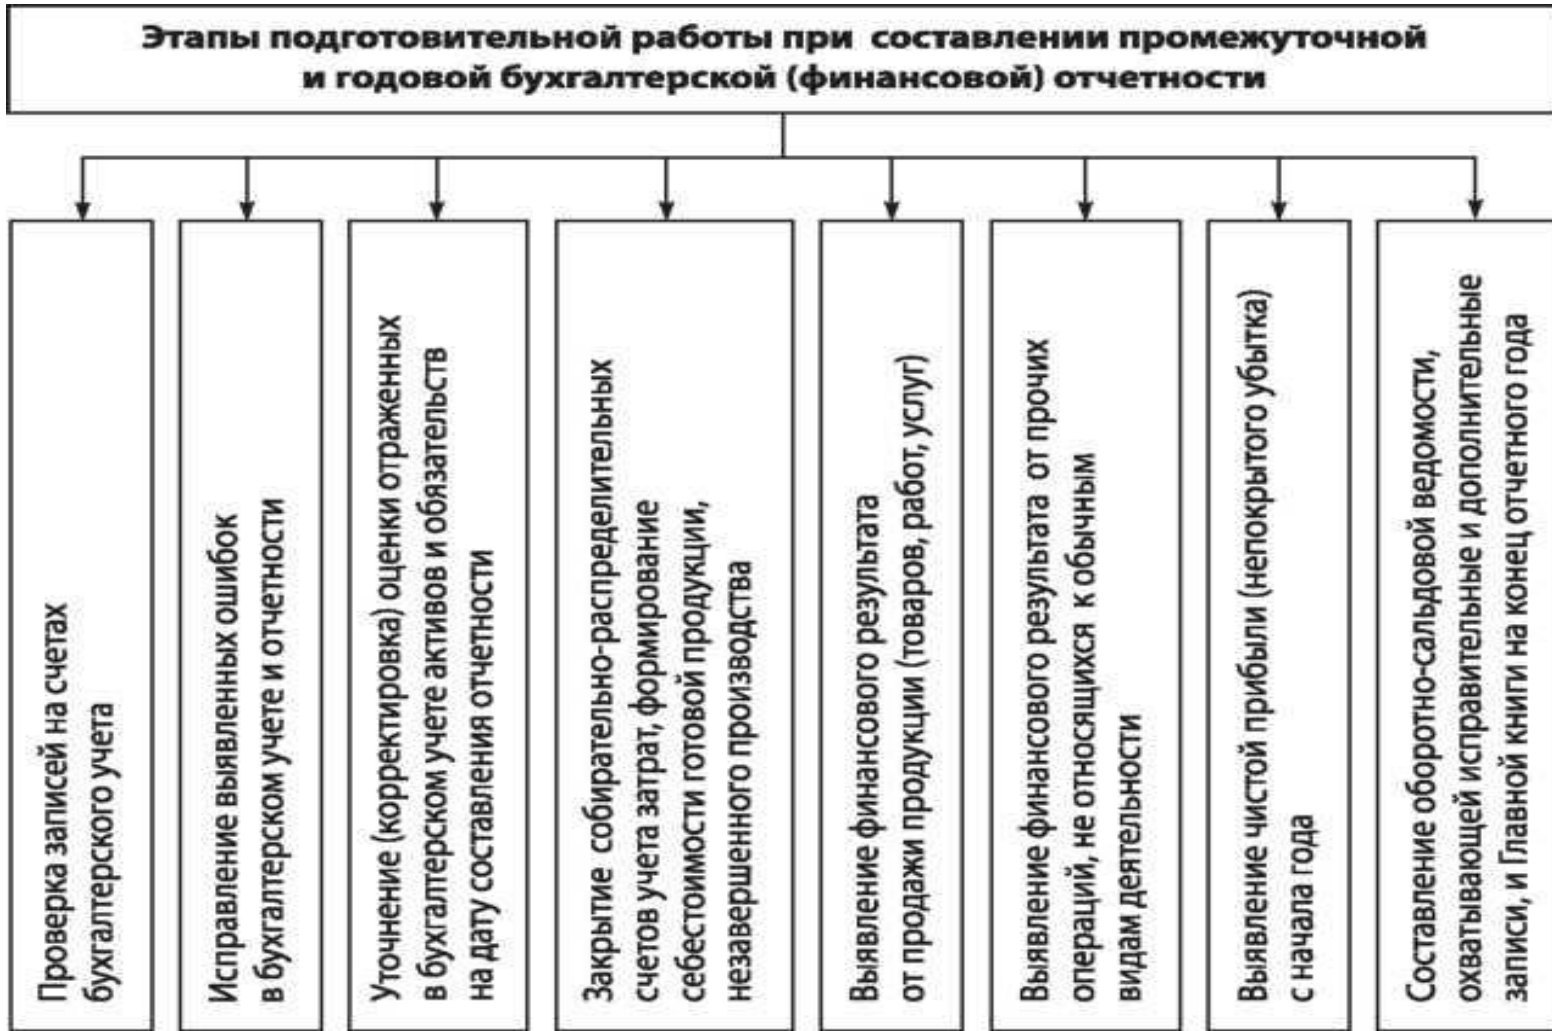 Этапы подготовительной работы при составлении промежуточной
и годовой бухгалтерской (финансовой) отчетности
Проверка записей на счетах
бухгалтерского учета
Исправление выявленных ошибок
в бухгалтерском учете и отчетности
Уточнение (корректировка) оценки отраженных
в бухгалтерском учете активов и обязательств
на дату составления отчетности
Закрытие собирательно-распределительных
счетов учета затрат, формирование
себестоимости готовой продукции,
незавершенного производства
Выявление финансового результата
от продажи продукции (товаров, работ, услуг)
Выявление финансового результата от прочих
операций, не относящихся к обычным
видам деятельности
Выявление чистой прибыли (непокрытого убытка)
с начала года
Составление оборотно-сальдовой ведомости,
охватывающей исправительные и дополнительные
записи, и Главной книги на конец отчетного года